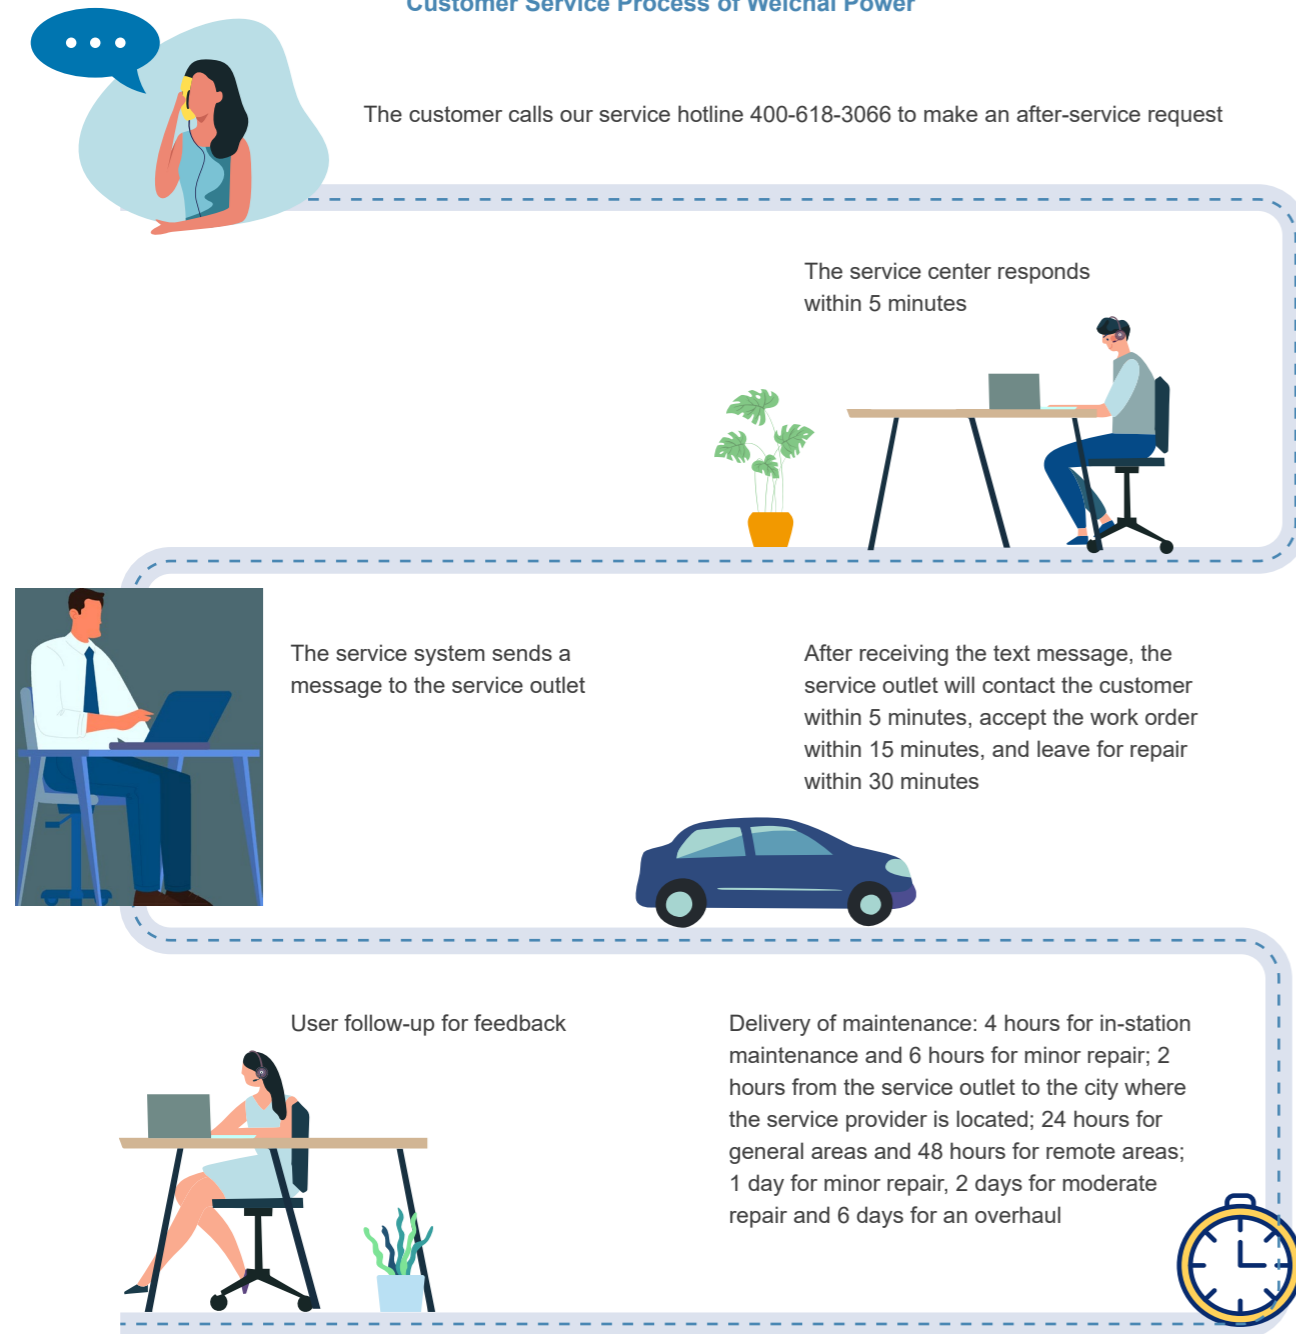 Customer Service Process of Weichai Power
The customer calls our service hotline 400-618-3066 to make an after-service request
The service center responds
within 5 minutes
The service system sends a
message to the service outlet
After receiving the text message, the
service outlet will contact the customer
within 5 minutes, accept the work order
within 15 minutes, and leave for repair
within 30 minutes
User follow-up for feedback
Delivery of maintenance: 4 hours for in-station
maintenance and 6 hours for minor repair; 2
hours from the service outlet to the city where
the service provider is located; 24 hours for
general areas and 48 hours for remote areas;
1 day for minor repair, 2 days for moderate
repair and 6 days for an overhaul